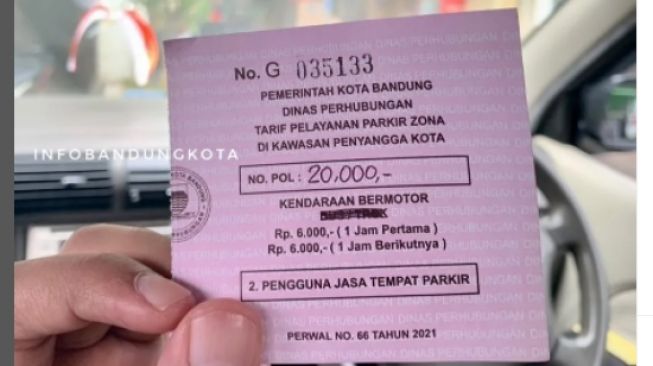 No. G 035133
PEMERINTAH KOTA BANDUNG
DINAS PERHUBUNGAN
TARIF PELAYANAN PARKIR ZONA
DI KAWASAN PENYANGGA KOTA
INFOBANDUNGKOTA
NO. POL : 20,000,-
KENDARAAN BERMOTOR
Rp. 6.000,- ( 1 Jam Pertama )
Rp. 6.000,- ( 1 Jam Berikutnya )
2. PENGGUNA JASA TEMPAT PARKIR
PERWAL NO. 66 TAHUN 2021